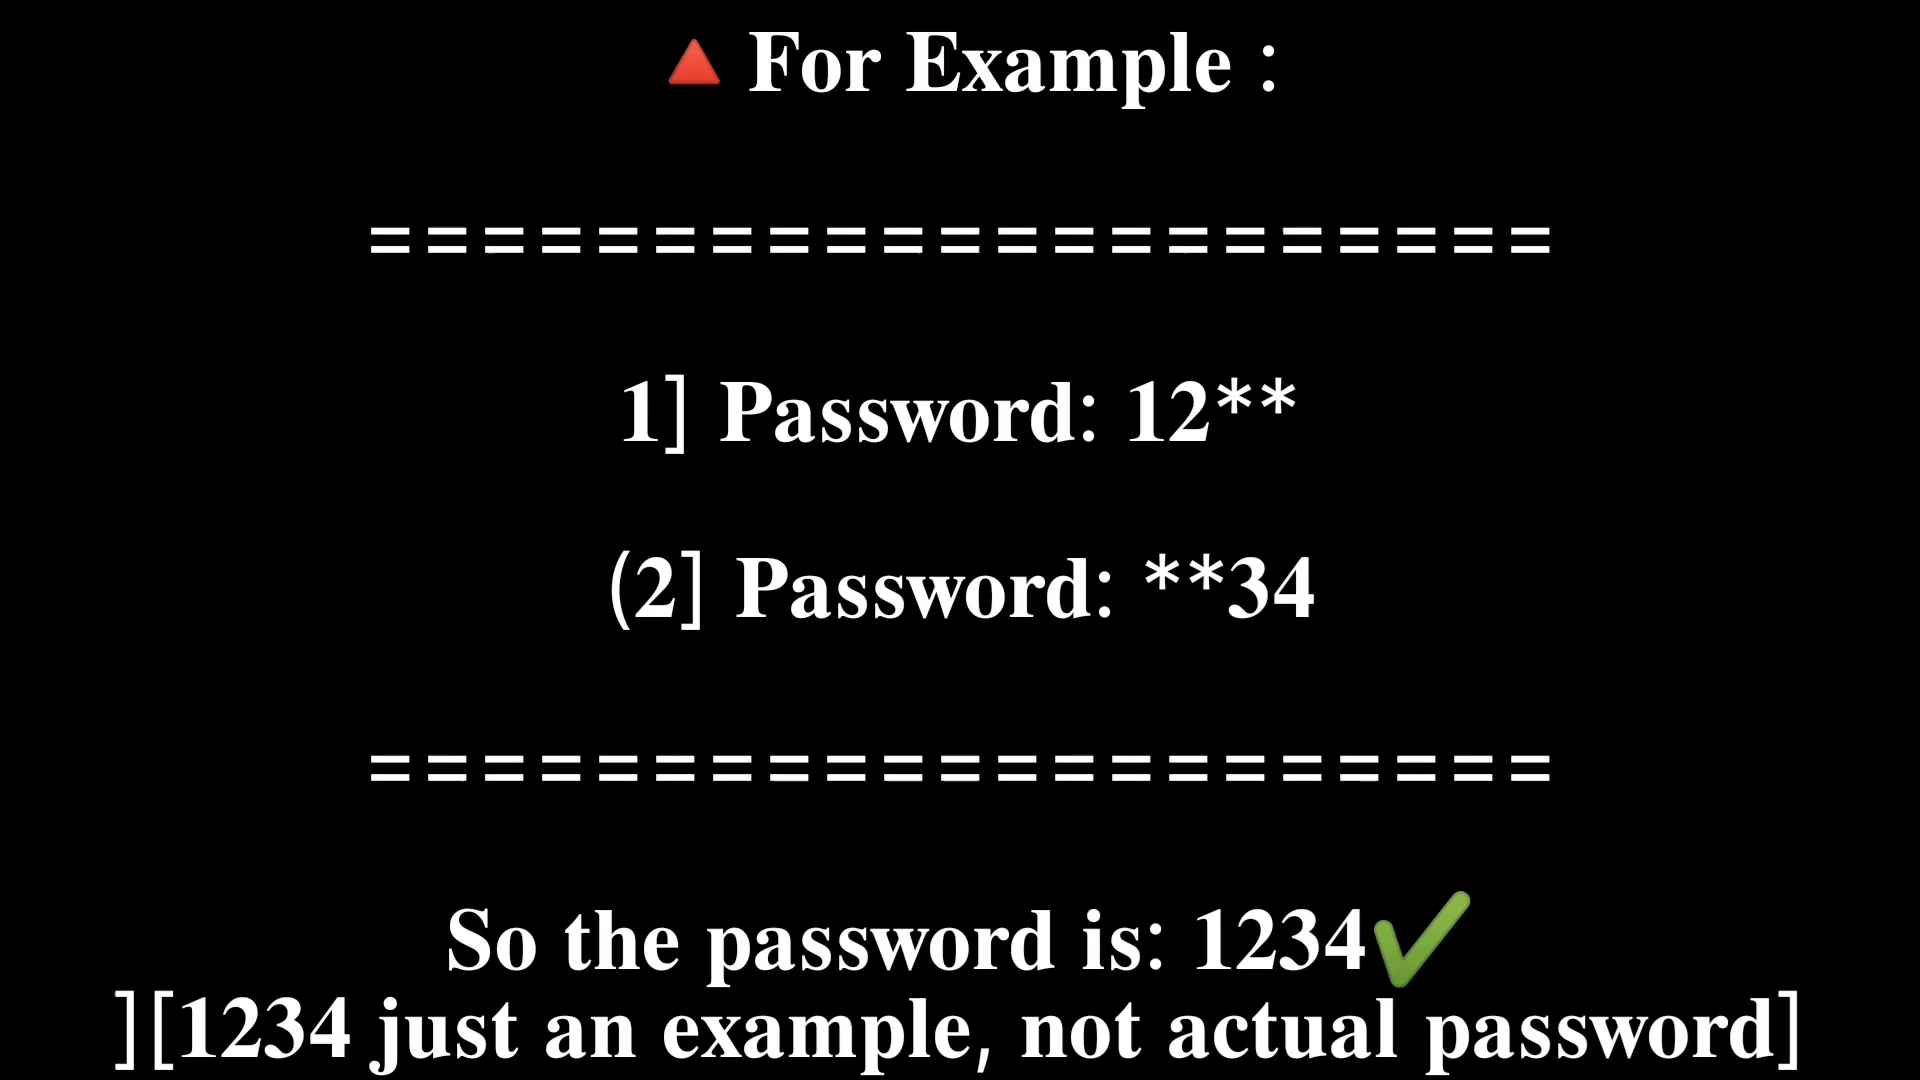 🔺For Example :
=====================
1] Password: 12**
(2] Password: **34
=====================
So the password is: 1234✔
][1234 just an example, not actual password]